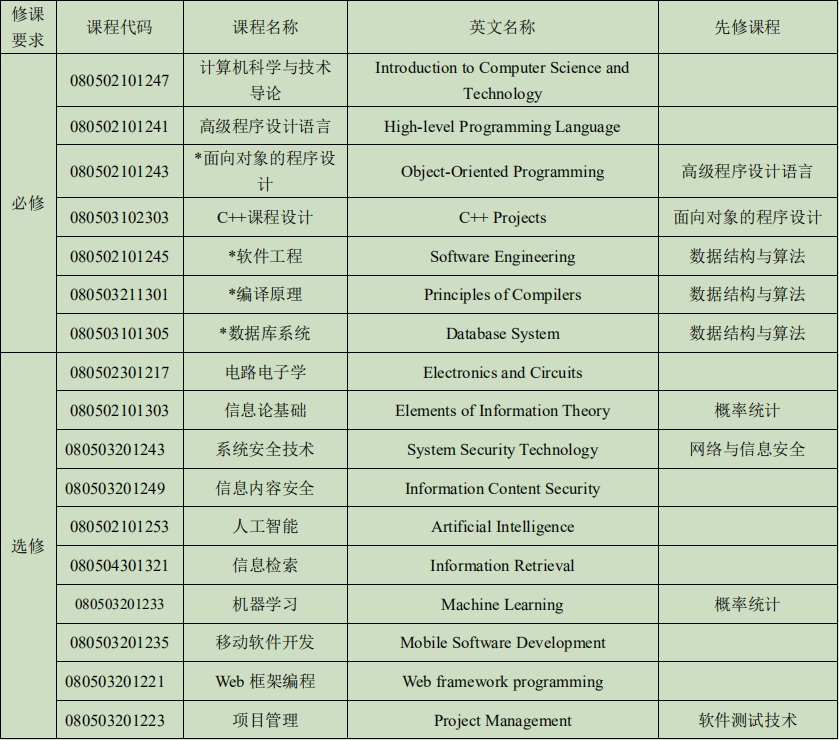 修课要求 课程代码 课程名称 英文名称 先修课程
必修
080502101247 计算机科学与技术导论 Introduction to Computer Science and Technology
080502101241 高级程序设计语言 High-level Programming Language
080502101243 *面向对象的程序设计 Object-Oriented Programming 高级程序设计语言
080503102303 C++课程设计 C++ Projects 面向对象的程序设计
080502101245 *软件工程 Software Engineering 数据结构与算法
080503211301 *编译原理 Principles of Compilers 数据结构与算法
080503101305 *数据库系统 Database System 数据结构与算法
选修
080502301217 电路电子学 Electronics and Circuits
080502101303 信息论基础 Elements of Information Theory 概率统计
080503201243 系统安全技术 System Security Technology 网络与信息安全
080503201249 信息内容安全 Information Content Security
080502101253 人工智能 Artificial Intelligence
080504301321 信息检索 Information Retrieval
080503201233 机器学习 Machine Learning 概率统计
080503201235 移动软件开发 Mobile Software Development
080503201221 Web 框架编程 Web framework programming
080503201223 项目管理 Project Management 软件测试技术